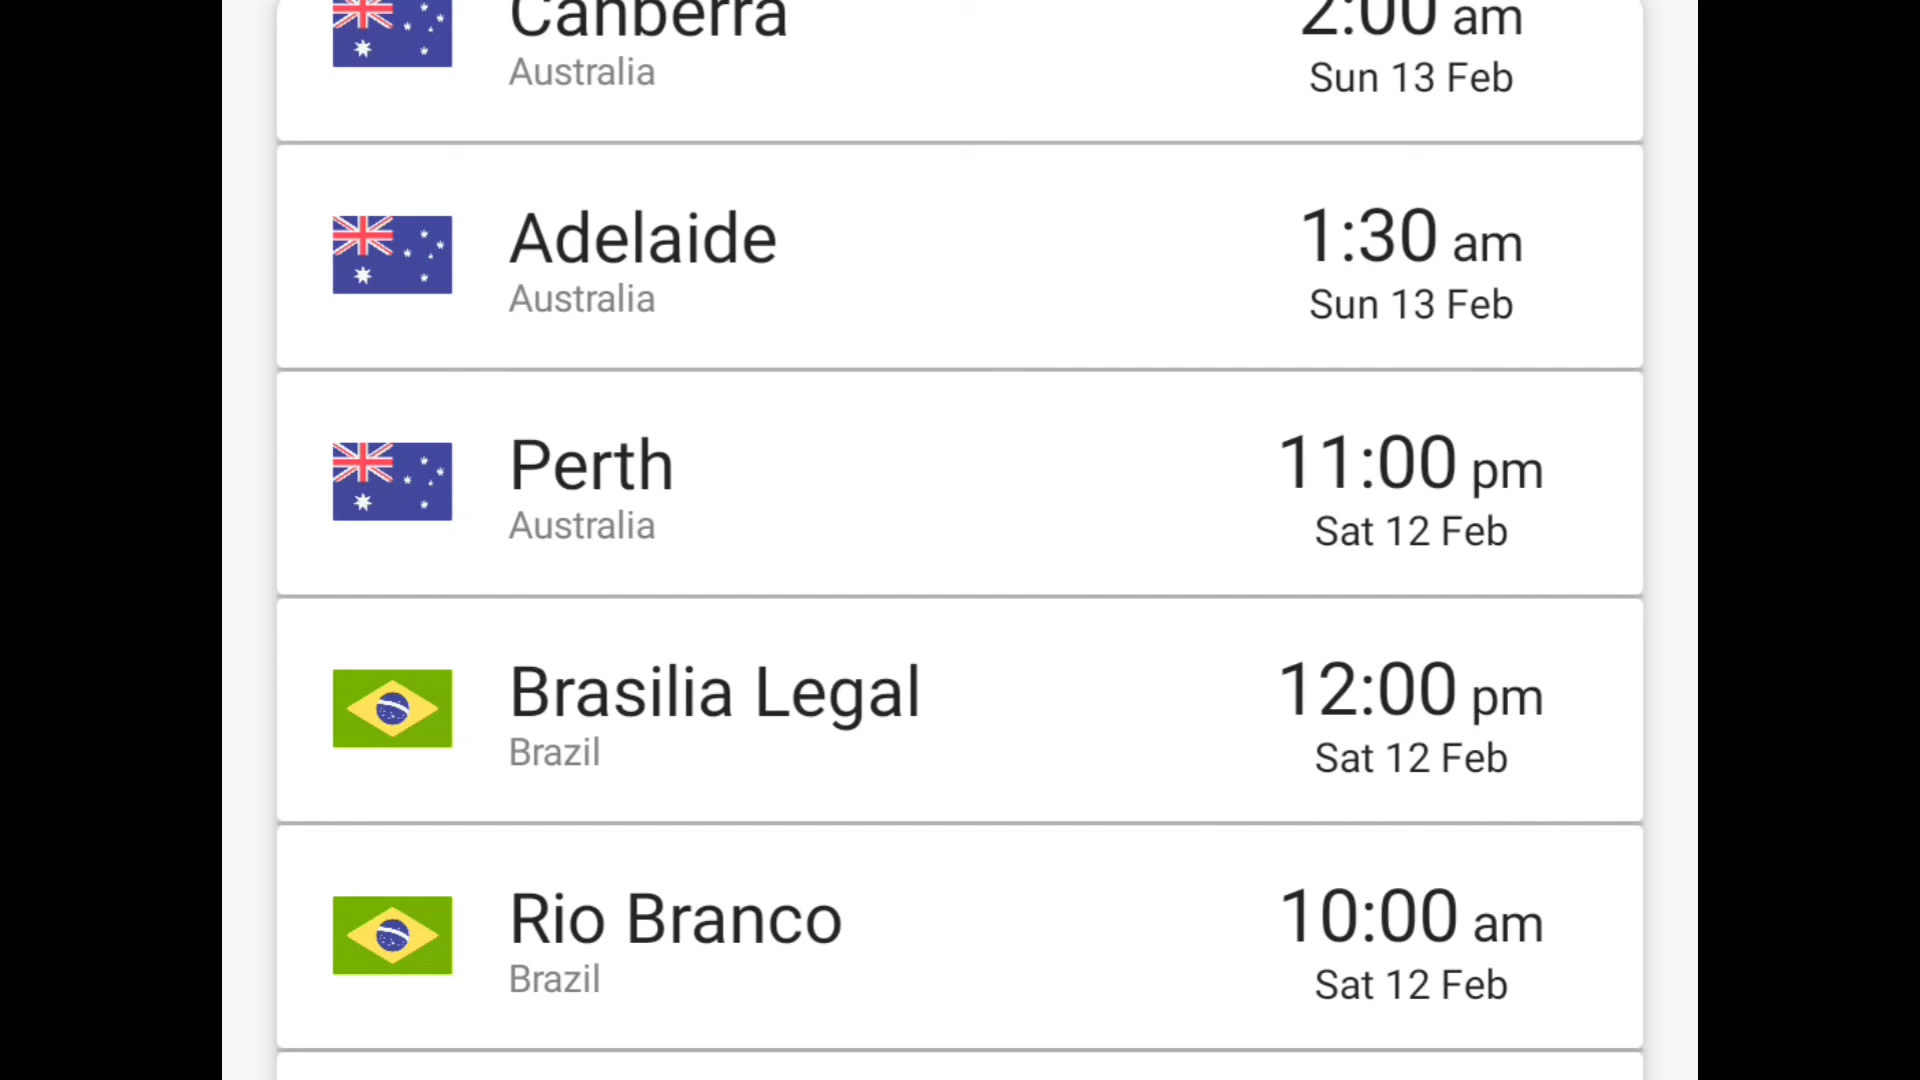 Canberra
2:00 am
Australia
Sun 13 Feb
Adelaide
1:30 am
Australia
Sun 13 Feb
Perth
11:00 pm
Australia
Sat 12 Feb
Brasilia Legal
12:00 pm
Brazil
Sat 12 Feb
Rio Branco
10:00 am
Brazil
Sat 12 Feb